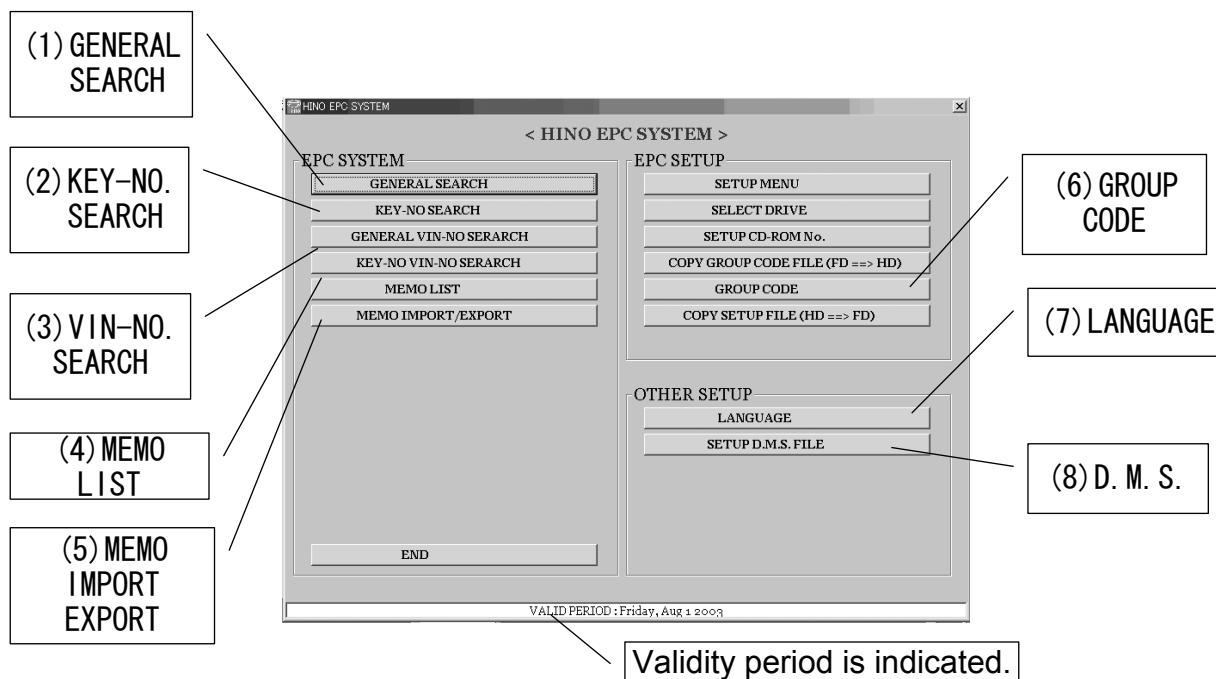 (1) GENERAL
SEARCH
(2) KEY-NO.
SEARCH
(3) VIN-NO.
SEARCH
(4) MEMO
LIST
(5) MEMO
IMPORT
EXPORT
HINO EPC SYSTEM
< HINO EPC SYSTEM >
EPC SYSTEM
GENERAL SEARCH
KEY-NO SEARCH
GENERAL VIN-NO SERARCH
KEY-NO VIN-NO SERARCH
MEMO LIST
MEMO IMPORT/EXPORT
END
EPC SETUP
SETUP MENU
SELECT DRIVE
SETUP CD-ROM No.
COPY GROUP CODE FILE (FD ==> HD)
GROUP CODE
COPY SETUP FILE (HD ==> FD)
OTHER SETUP
LANGUAGE
SETUP D.M.S. FILE
VALID PERIOD : Friday, Aug 1 2003
(6) GROUP
CODE
(7) LANGUAGE
(8) D. M. S.
Validity period is indicated.